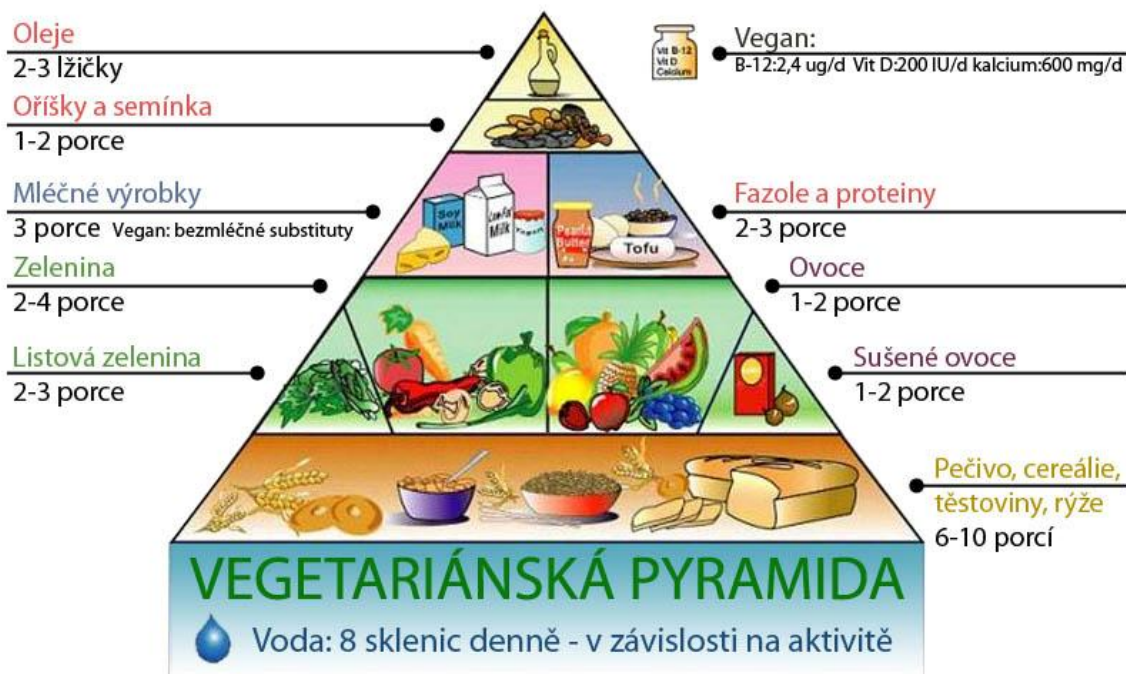 Oleje
2-3 lžičky
Oříšky a semínka
1-2 porce
Mléčné výrobky
3 porce Vegan: bezmléčné substituty
Zelenina
2-4 porce
Listová zelenina
2-3 porce
Vit B-12
Vit D
Calcium
Vegan:
B-12:2,4 ug/d Vit D:200 IU/d kalcium:600 mg/d
Soy
Milk
Low Fat
Milk
Yogurt
Peanut
Butter
Tofu
Fazole a proteiny
2-3 porce
Ovoce
1-2 porce
Sušené ovoce
1-2 porce
Pečivo, cereálie,
těstoviny, rýže
6-10 porcí
VEGETARIÁNSKÁ PYRAMIDA
Voda: 8 sklenic denně - v závislosti na aktivitě